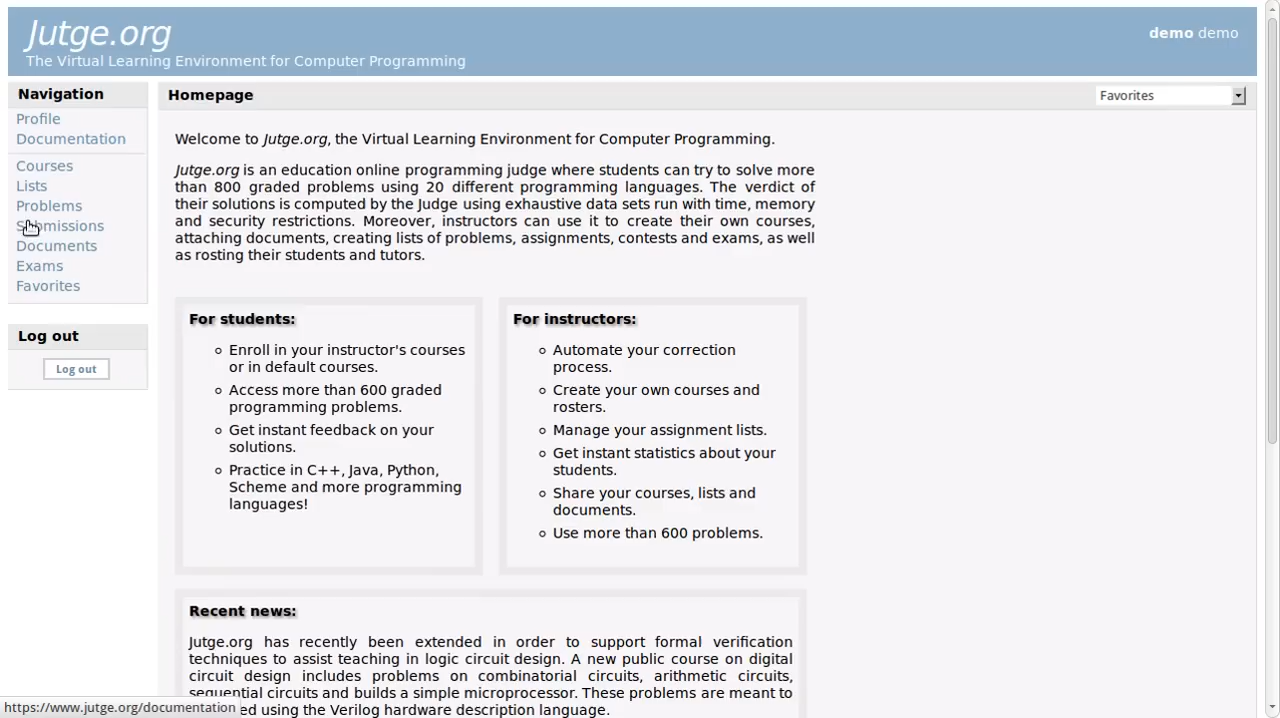 Jutge.org
The Virtual Learning Environment for Computer Programming
demo demo
Navigation
Profile
Documentation
Courses
Lists
Problems
Submissions
Documents
Exams
Favorites
Log out
Log out
Homepage
Favorites
Welcome to Jutge.org, the Virtual Learning Environment for Computer Programming.
Jutge.org is an education online programming judge where students can try to solve more
than 800 graded problems using 20 different programming languages. The verdict of
their solutions is computed by the Judge using exhaustive data sets run with time, memory
and security restrictions. Moreover, instructors can use it to create their own courses,
attaching documents, creating lists of problems, assignments, contests and exams, as well
as rosting their students and tutors.
For students:
Enroll in your instructor's courses
or in default courses.
Access more than 600 graded
programming problems.
Get instant feedback on your
solutions.
Practice in C++, Java, Python,
Scheme and more programming
languages!
For instructors:
Automate your correction
process.
Create your own courses and
rosters.
Manage your assignment lists.
Get instant statistics about your
students.
Share your courses, lists and
documents.
Use more than 600 problems.
Recent news:
Jutge.org has recently been extended in order to support formal verification
techniques to assist teaching in logic circuit design. A new public course on digital
circuit design includes problems on combinatorial circuits, arithmetic circuits,
sequential circuits and builds a simple microprocessor. These problems are meant to
using the Verilog hardware description language.
https://www.jutge.org/documentation